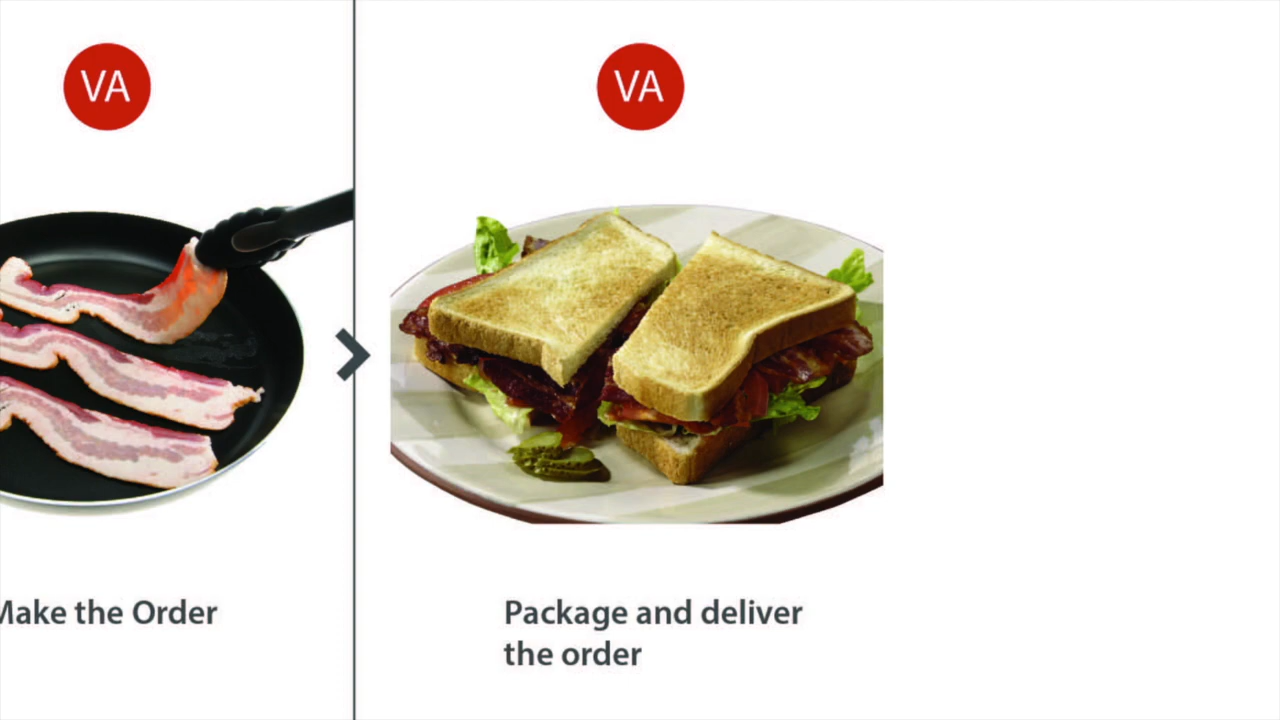 VA
VA
Make the Order
Package and deliver
the order